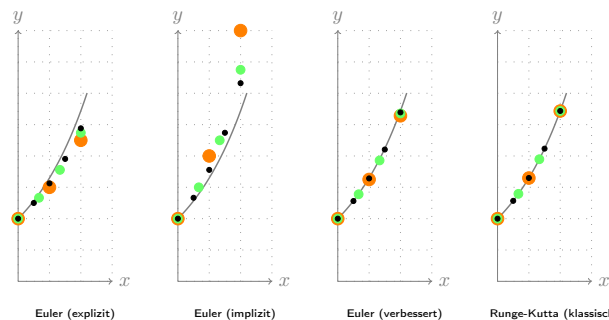 y y y y
x x x x
Euler (explizit) Euler (implizit) Euler (verbessert) Runge-Kutta (klassisch